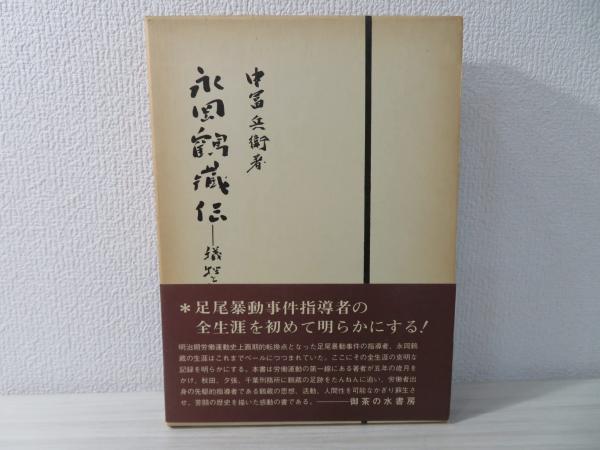 中冨兵衛著
永岡鶴蔵伝―犠牲と
*足尾暴動事件指導者の
全生涯を初めて明らかにする!
明治期労働運動史上画期的転換点となった足尾暴動事件の指導者、永岡鶴
蔵の生涯はこれまでベールにつつまれていた。ここにその全生涯の克明な
記録を明らかにする。本書は労働運動の第一線にある著者が五年の歳月を
かけ、秋田、夕張、千葉刑務所に鶴蔵の足跡をたんねんに追い、労働者出
身の先駆的指導者である鶴蔵の思想、活動、人間性を可能なかぎり蘇生さ
せ、苦闘の歴史を描いた感動の書である。――御茶の水書房